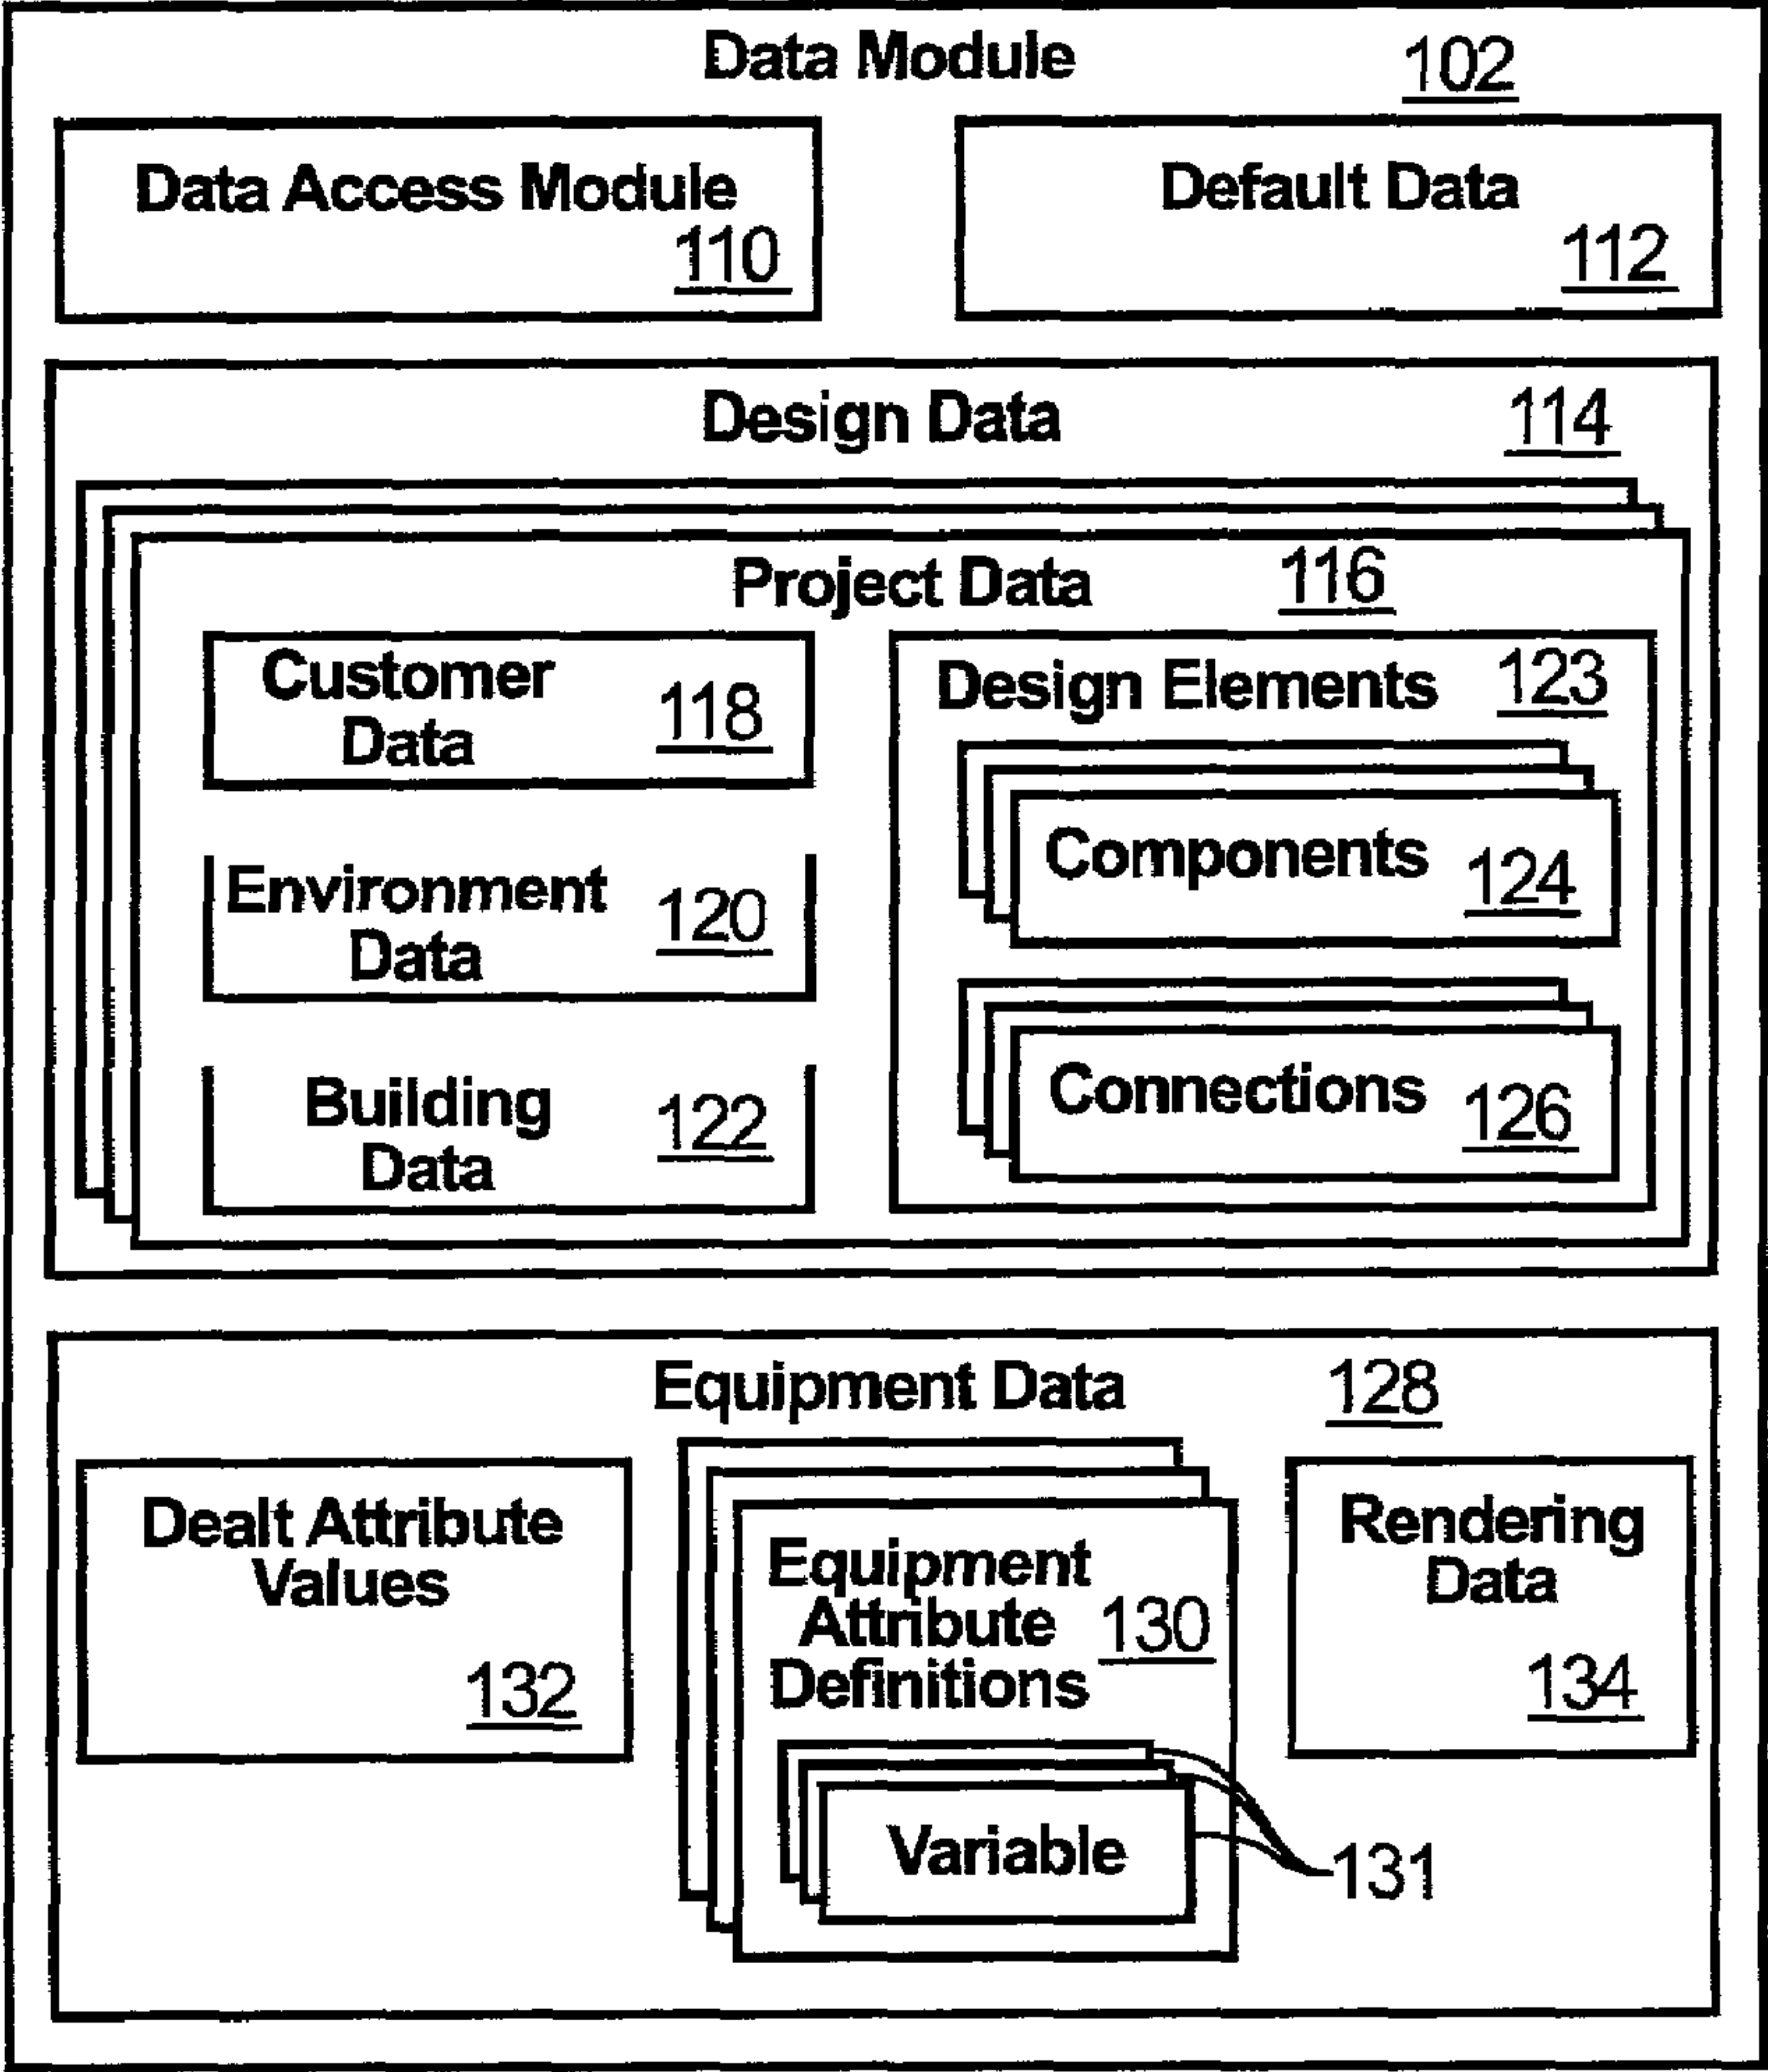 Data Module 102
Data Access Module
110
Default Data
112
Design Data 114
Project Data 116
Customer
Data 118
Environment
Data 120
Building
Data 122
Design Elements 123
Components 124
Connections 126
Equipment Data 128
Dealt Attribute
Values
132
Equipment
Attribute 130
Definitions
Variable
131
Rendering
Data
134